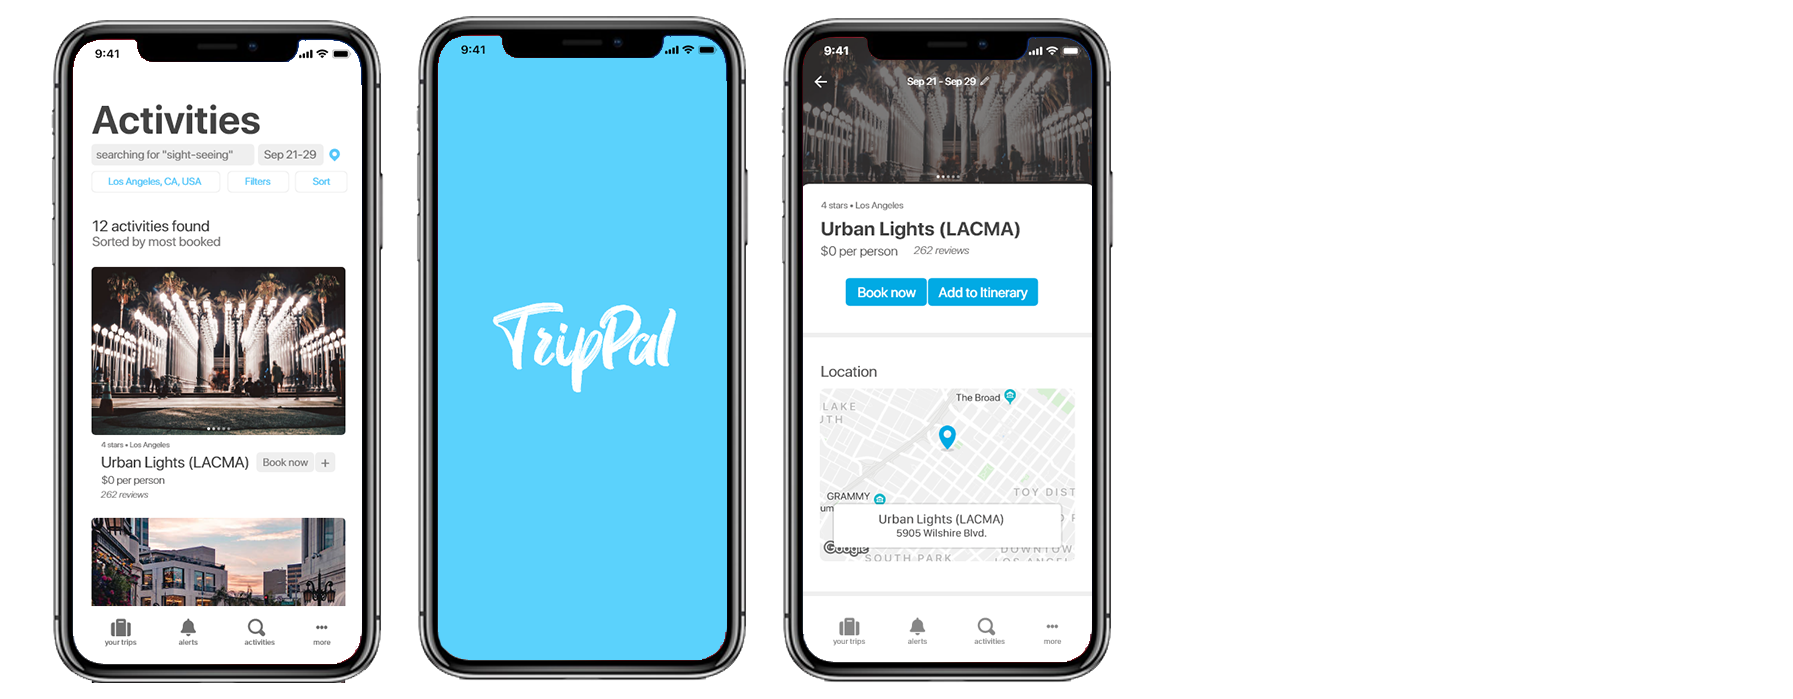 9:41
Activities
searching for "sight-seeing"
Sep 21-29
Los Angeles, CA, USA
Filters
Sort
12 activities found
Sorted by most booked
4 stars • Los Angeles
Urban Lights (LACMA)
Book now
+
$0 per person
262 reviews
your trips
alerts
activities
more
9:41
TripPal
9:41
Sep 21 - Sep 29
4 stars • Los Angeles
Urban Lights (LACMA)
$0 per person
262 reviews
Book now
Add to Itinerary
Location
The Broad
LAKE
UTH
GRAMMY
um
TOY DIST
Urban Lights (LACMA)
5905 Wilshire Blvd.
Google
SOUTH PARK
DOWNTOW
your trips
alerts
activities
more